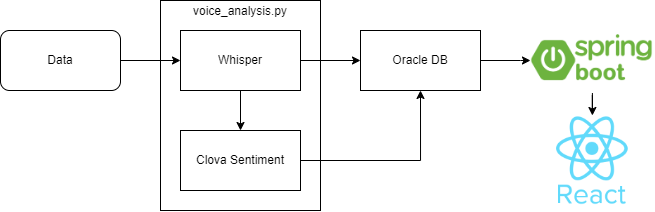 voice_analysis.py
Data
Whisper
Oracle DB
spring
boot
Clova Sentiment
React